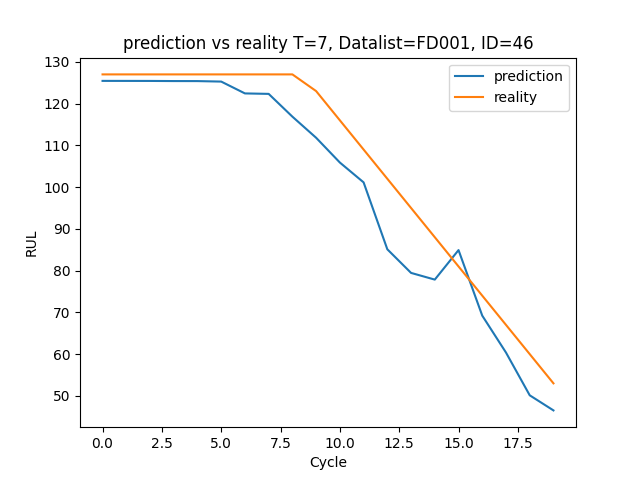 prediction vs reality T=7, Datalist=FD001, ID=46
prediction
reality
130
120
110
100
90
80
70
60
50
RUL
0.0 2.5 5.0 7.5 10.0 12.5 15.0 17.5
Cycle